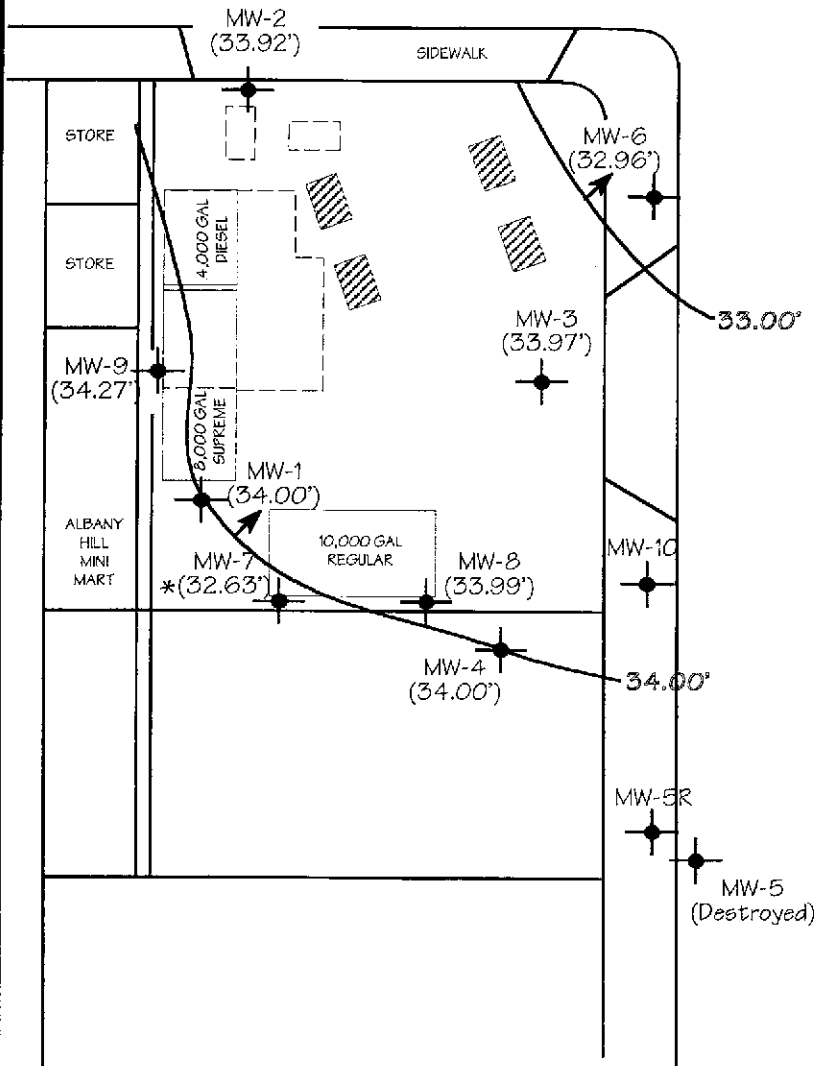 MW-2
(33.92')
SIDEWALK
STORE
MW-6
(32.96')
4,000 GAL
DIESEL
STORE
MW-3
(33.97')
33.00'
MW-9
(34.27'
8,000 GAL
SUPREME
MW-1
(34.00')
ALBANY
HILL
MINI
MART
10,000 GAL
REGULAR
MW-7
*(32.63')
MW-8
(33.99')
MW-10
MW-4
(34.00')
34.00'
MW-5R
MW-5
(Destroyed)